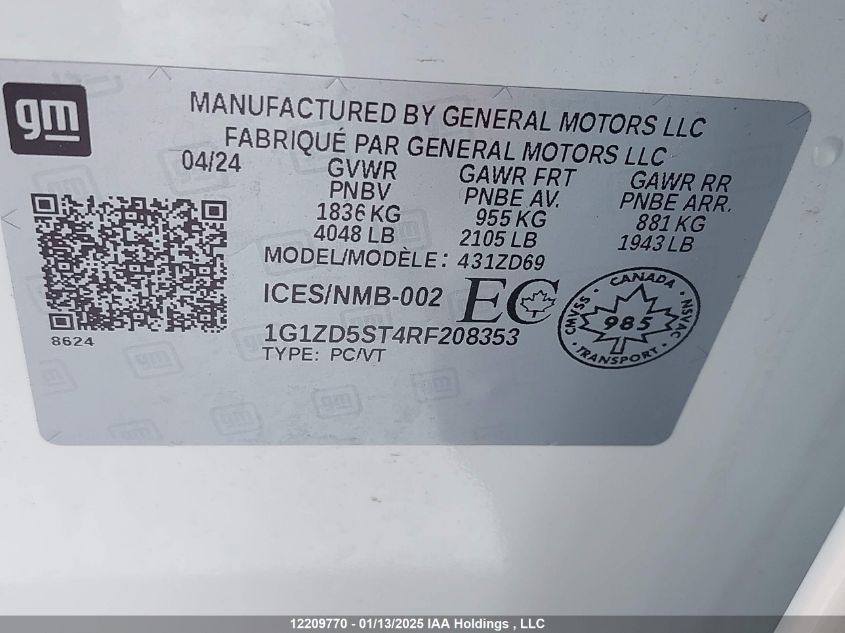 gm
MANUFACTURED BY GENERAL MOTORS LLC
FABRIQUÉ PAR GENERAL MOTORS LLC
04/24 GVWR GAWR FRT GAWR RR
PNBV PNBE AV. PNBE ARR.
1836 KG 955 KG 881 KG
4048 LB 2105 LB 1943 LB
MODEL/MODÈLE: 431ZD69
ICES/NMB-002 EC
CANADA
CMVSS 985 NSVAC
TRANSPORT
1G1ZD5ST4RF208353
8624
TYPE: PC/VT
12209770 - 01/13/2025 IAA Holdings , LLC